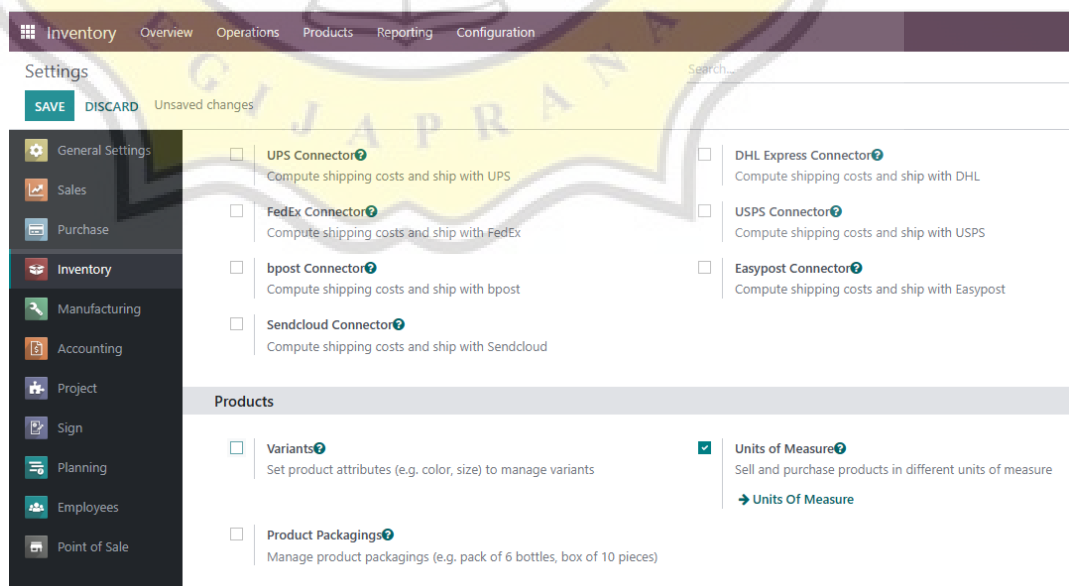 Inventory Overview Operations Products Reporting Configuration
Settings
Search...
SAVE DISCARD Unsaved changes
General Settings
Sales
Purchase
Inventory
Manufacturing
Accounting
Project
Sign
Planning
Employees
Point of Sale
UPS Connector
Compute shipping costs and ship with UPS
DHL Express Connector
Compute shipping costs and ship with DHL
FedEx Connector
Compute shipping costs and ship with FedEx
USPS Connector
Compute shipping costs and ship with USPS
bpost Connector
Compute shipping costs and ship with bpost
Easypost Connector
Compute shipping costs and ship with Easypost
Sendcloud Connector
Compute shipping costs and ship with Sendcloud
Products
Variants
Set product attributes (e.g. color, size) to manage variants
Units of Measure
Sell and purchase products in different units of measure
Units Of Measure
Product Packagings
Manage product packagings (e.g. pack of 6 bottles, box of 10 pieces)
GIJAPRANA